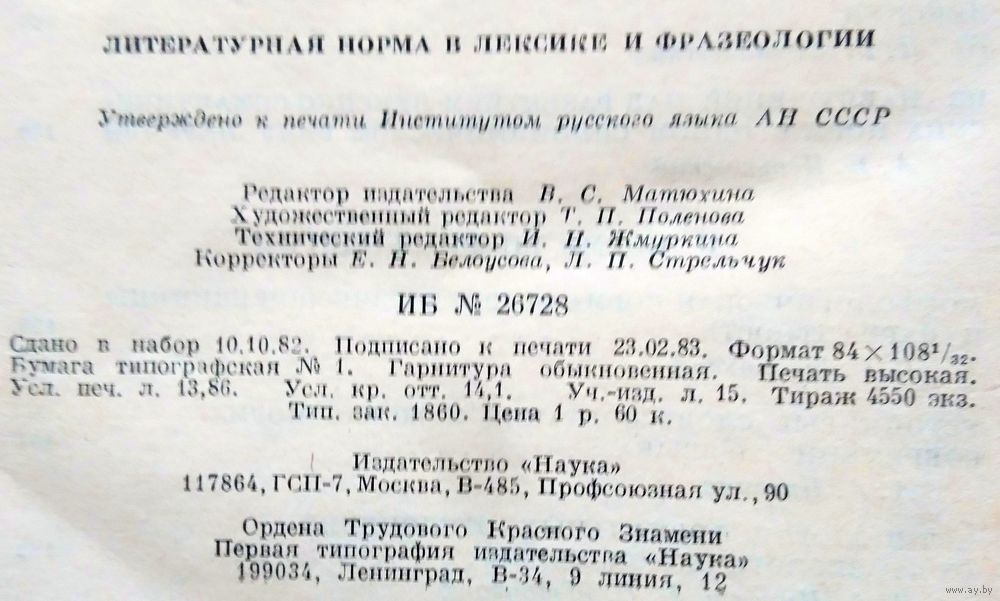 ЛИТЕРАТУРНАЯ НОРМА В ЛЕКСИКЕ И ФРАЗЕОЛОГИИ
Утверждено к печати Институтом русского языка АН СССР
Редактор издательства В. С. Матюхина
Художественный редактор Т. П. Поленова
Технический редактор И. Н. Жмуркина
Корректоры Е. Н. Белоусова, Л. П. Стрельчук
ИБ № 26728
Сдано в набор 10.10.82. Подписано к печати 23.02.83. Формат 84 × 108¹/₃₂.
Бумага типографская № 1. Гарнитура обыкновенная. Печать высокая.
Усл. печ. л. 13,86. Усл. кр. отт. 14,1. Уч.-изд. л. 15. Тираж 4550 экз.
Тип. зак. 1860. Цена 1 р. 60 к.
Издательство «Наука»
117864, ГСП-7, Москва, В-485, Профсоюзная ул., 90
Ордена Трудового Красного Знамени
Первая типография издательства «Наука»
199034, Ленинград, В-34, 9 линия, 12
www.ay.by